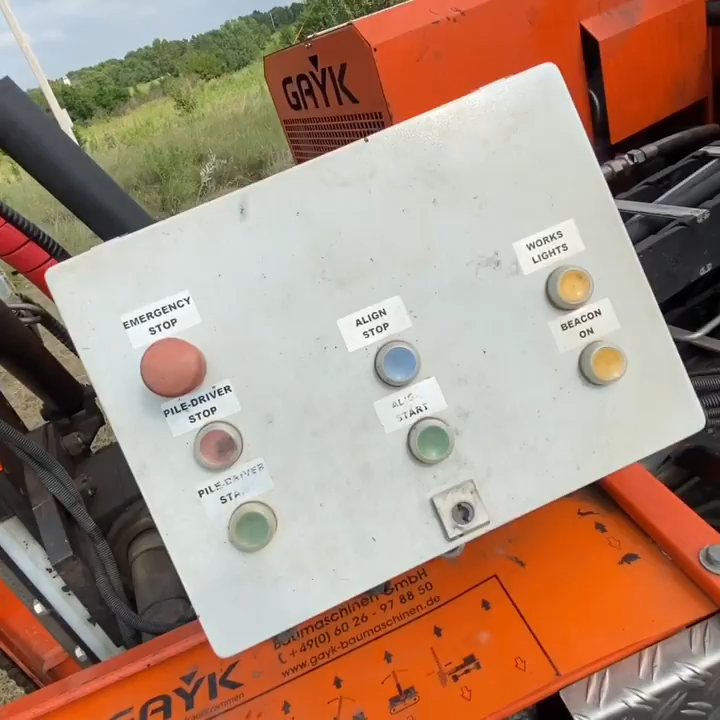 GAYK
WORKS
LIGHTS
EMERGENCY
STOP
ALIGN
STOP
BEACON
ON
PILE-DRIVER
STOP
START
PILE-DRIVER
Baumaschinen GmbH
+49(0) 60 26 - 97 88 50
www.gayk-baumaschinen.de
GAYK